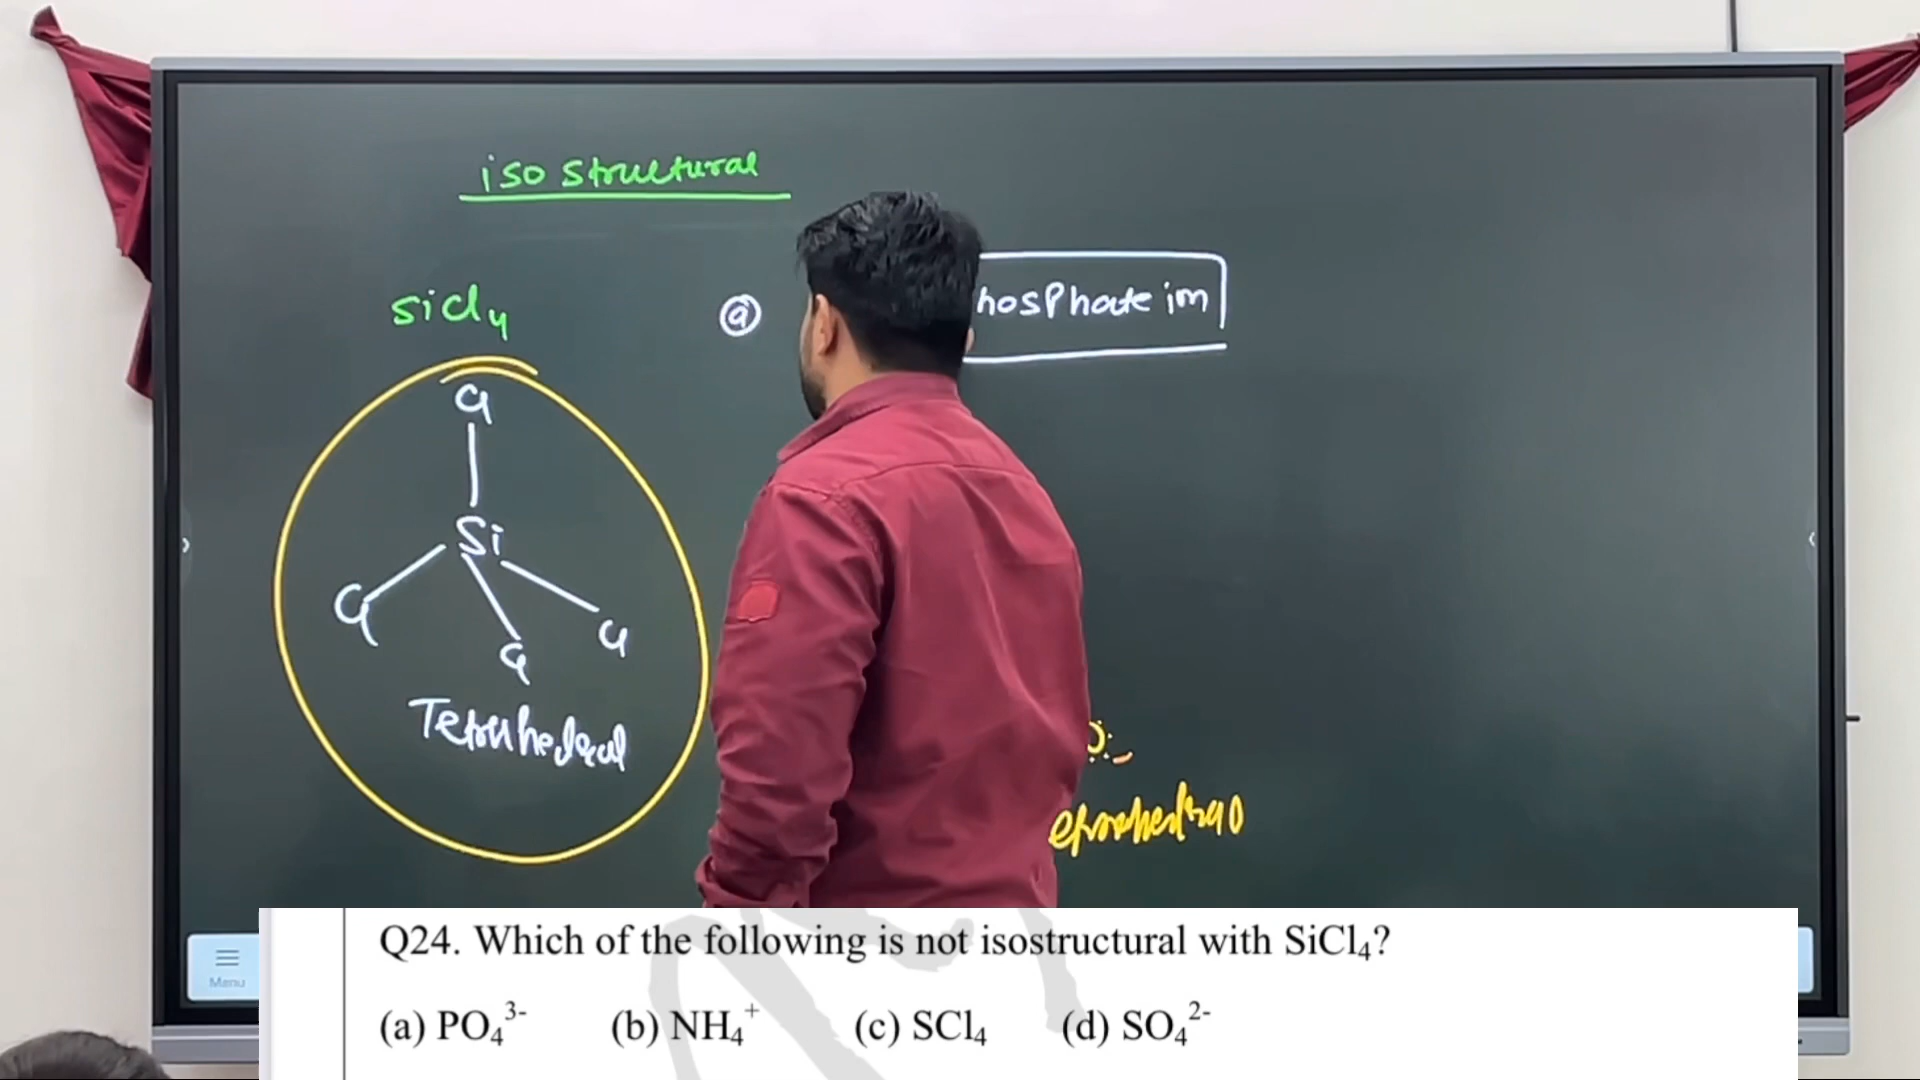 iso structural
SiCl4
ⓐ
hosphate ion
Cl
Si
Cl
Cl
Cl
Tetrahedral
O
etrahedral
Menu
Q24. Which of the following is not isostructural with SiCl₄?
(a) PO₄³⁻ (b) NH₄⁺ (c) SCl₄ (d) SO₄²⁻